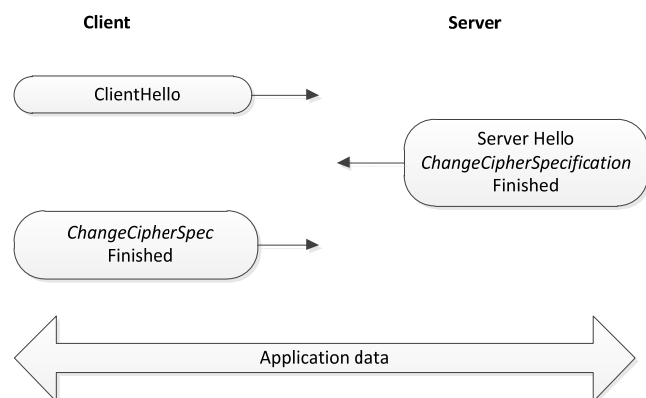 Client
Server
ClientHello
Server Hello
ChangeCipherSpecification
Finished
ChangeCipherSpec
Finished
Application data